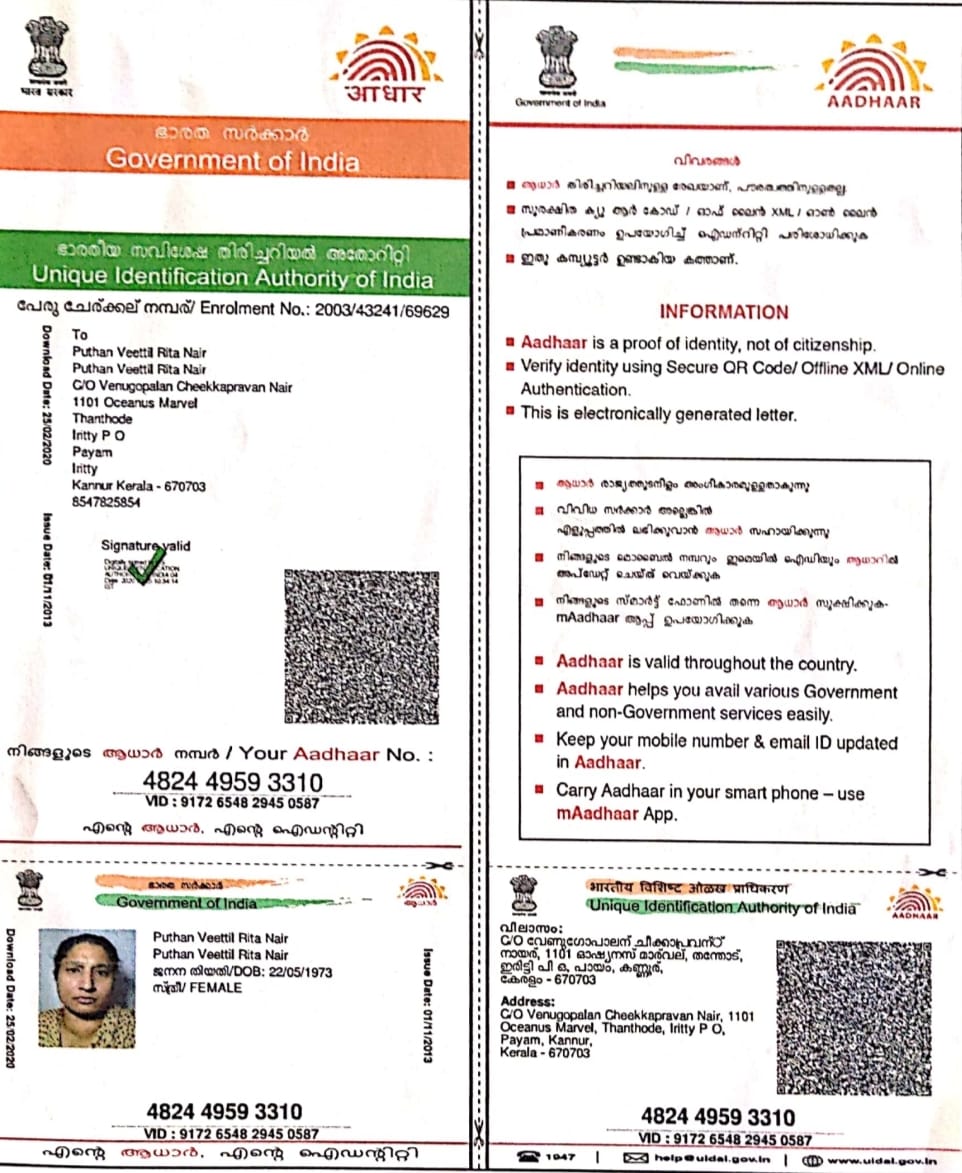 भारत सरकार
आधार
ഭാരത സർക്കാർ
Government of India
ഭാരതീയ സവിശേഷ തിരിച്ചറിയൽ അതോറിറ്റി
Unique Identification Authority of India
പേരു ചേര്ക്കല് നമ്പര്/ Enrolment No.: 2003/43241/69629
Download Date: 25/02/2020
To
Puthan Veettil Rita Nair
Puthan Veettil Rita Nair
C/O Venugopalan Cheekkapravan Nair
1101 Oceanus Marvel
Thanthode
Iritty P O
Payam
Iritty
Kannur Kerala - 670703
8547825854
Issue Date: 01/11/2013
Signature valid
നിങ്ങളുടെ ആധാർ നമ്പർ / Your Aadhaar No. :
4824 4959 3310
VID : 9172 6548 2945 0587
എന്റെ ആധാർ, എന്റെ ഐഡന്റിറ്റി
ഭാരത സർക്കാർ
Government of India
ആധാർ
Download Date: 25/02/2020
Puthan Veettil Rita Nair
Puthan Veettil Rita Nair
ജനന തിയതി/DOB: 22/05/1973
സ്ത്രീ/ FEMALE
Issue Date: 01/11/2013
4824 4959 3310
VID : 9172 6548 2945 0587
എന്റെ ആധാർ, എന്റെ ഐഡന്റിറ്റി
Government of India
AADHAAR
വിവരങ്ങൾ
ആധാർ തിരിച്ചറിയലിനുള്ള രേഖയാണ്, പൗരത്വത്തിനുള്ളതല്ല
സുരക്ഷിത ക്യു ആർ കോഡ് / ഓഫ് ലൈൻ XML / ഓൺ ലൈൻ
പ്രമാണീകരണം ഉപയോഗിച്ച് ഐഡന്റിറ്റി പരിശോധിക്കുക
ഇതു കമ്പ്യൂട്ടർ ഉണ്ടാകിയ കത്താണ്.
INFORMATION
Aadhaar is a proof of identity, not of citizenship.
Verify identity using Secure QR Code/ Offline XML/ Online
Authentication.
This is electronically generated letter.
ആധാർ രാജ്യത്തുടനീളം അംഗീകാരമുള്ളതാകുന്നു
വിവിധ സർക്കാർ അല്ലെങ്കിൽ
എളുപ്പത്തിൽ ലഭിക്കുവാൻ ആധാർ സഹായിക്കുന്നു
നിങ്ങളുടെ മൊബൈൽ നമ്പറും ഇമെയിൽ ഐഡിയും ആധാറിൽ
അപ്ഡേറ്റ് ചെയ്ത് വെയ്ക്കുക
നിങ്ങളുടെ സ്മാർട്ട് ഫോണിൽ തന്നെ ആധാർ സൂക്ഷിക്കുക-
mAadhaar ആപ്പ് ഉപയോഗിക്കുക
Aadhaar is valid throughout the country.
Aadhaar helps you avail various Government
and non-Government services easily.
Keep your mobile number & email ID updated
in Aadhaar.
Carry Aadhaar in your smart phone – use
mAadhaar App.
भारतीय विशिष्ट ओळख प्राधिकरण
Unique Identification Authority of India
AADHAAR
വിലാസം:
C/O വേണുഗോപാലന് ചീക്കാപ്രവന്
നായർ, 1101 ഓഷ്യനസ് മാർവല്, തന്തോട്,
ഇരിട്ടി പി ഒ, പായം, കണ്ണൂർ,
കേരളം - 670703
Address:
C/O Venugopalan Cheekkapravan Nair, 1101
Oceanus Marvel, Thanthode, Iritty P O,
Payam, Kannur,
Kerala - 670703
4824 4959 3310
VID : 9172 6548 2945 0587
1947 | help@uidai.gov.in | www.uidai.gov.in